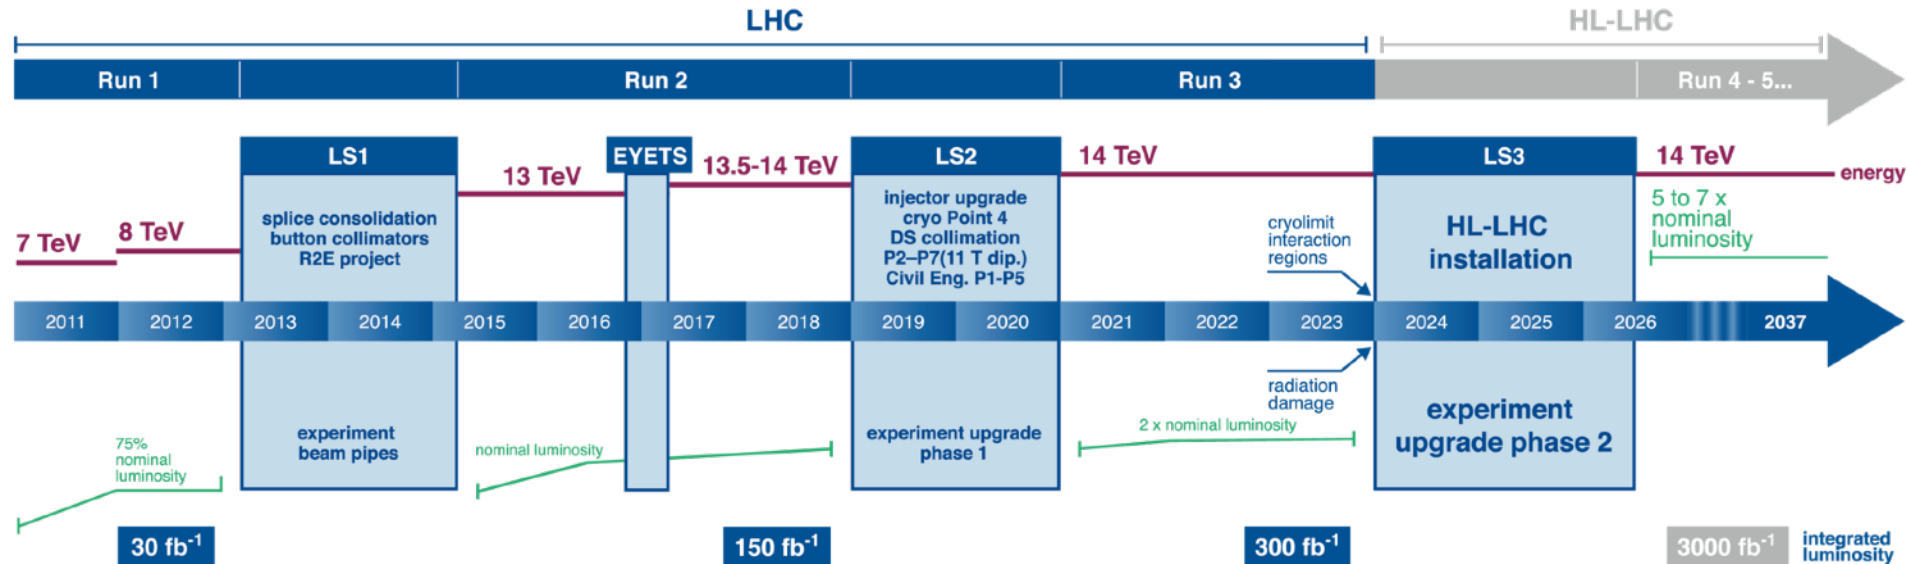 LHC
HL-LHC
Run 1
Run 2
Run 3
Run 4 - 5...
LS1
EYETS
LS2
LS3
7 TeV
8 TeV
13 TeV
13.5-14 TeV
14 TeV
14 TeV
energy
splice consolidation
button collimators
R2E project
injector upgrade
cryo Point 4
DS collimation
P2–P7(11 T dip.)
Civil Eng. P1-P5
cryolimit
interaction
regions
HL-LHC
installation
5 to 7 x
nominal
luminosity
2011
2012
2013
2014
2015
2016
2017
2018
2019
2020
2021
2022
2023
2024
2025
2026
2037
75%
nominal
luminosity
experiment
beam pipes
nominal luminosity
experiment upgrade
phase 1
2 x nominal luminosity
radiation
damage
experiment
upgrade phase 2
30 fb⁻¹
150 fb⁻¹
300 fb⁻¹
3000 fb⁻¹
integrated
luminosity